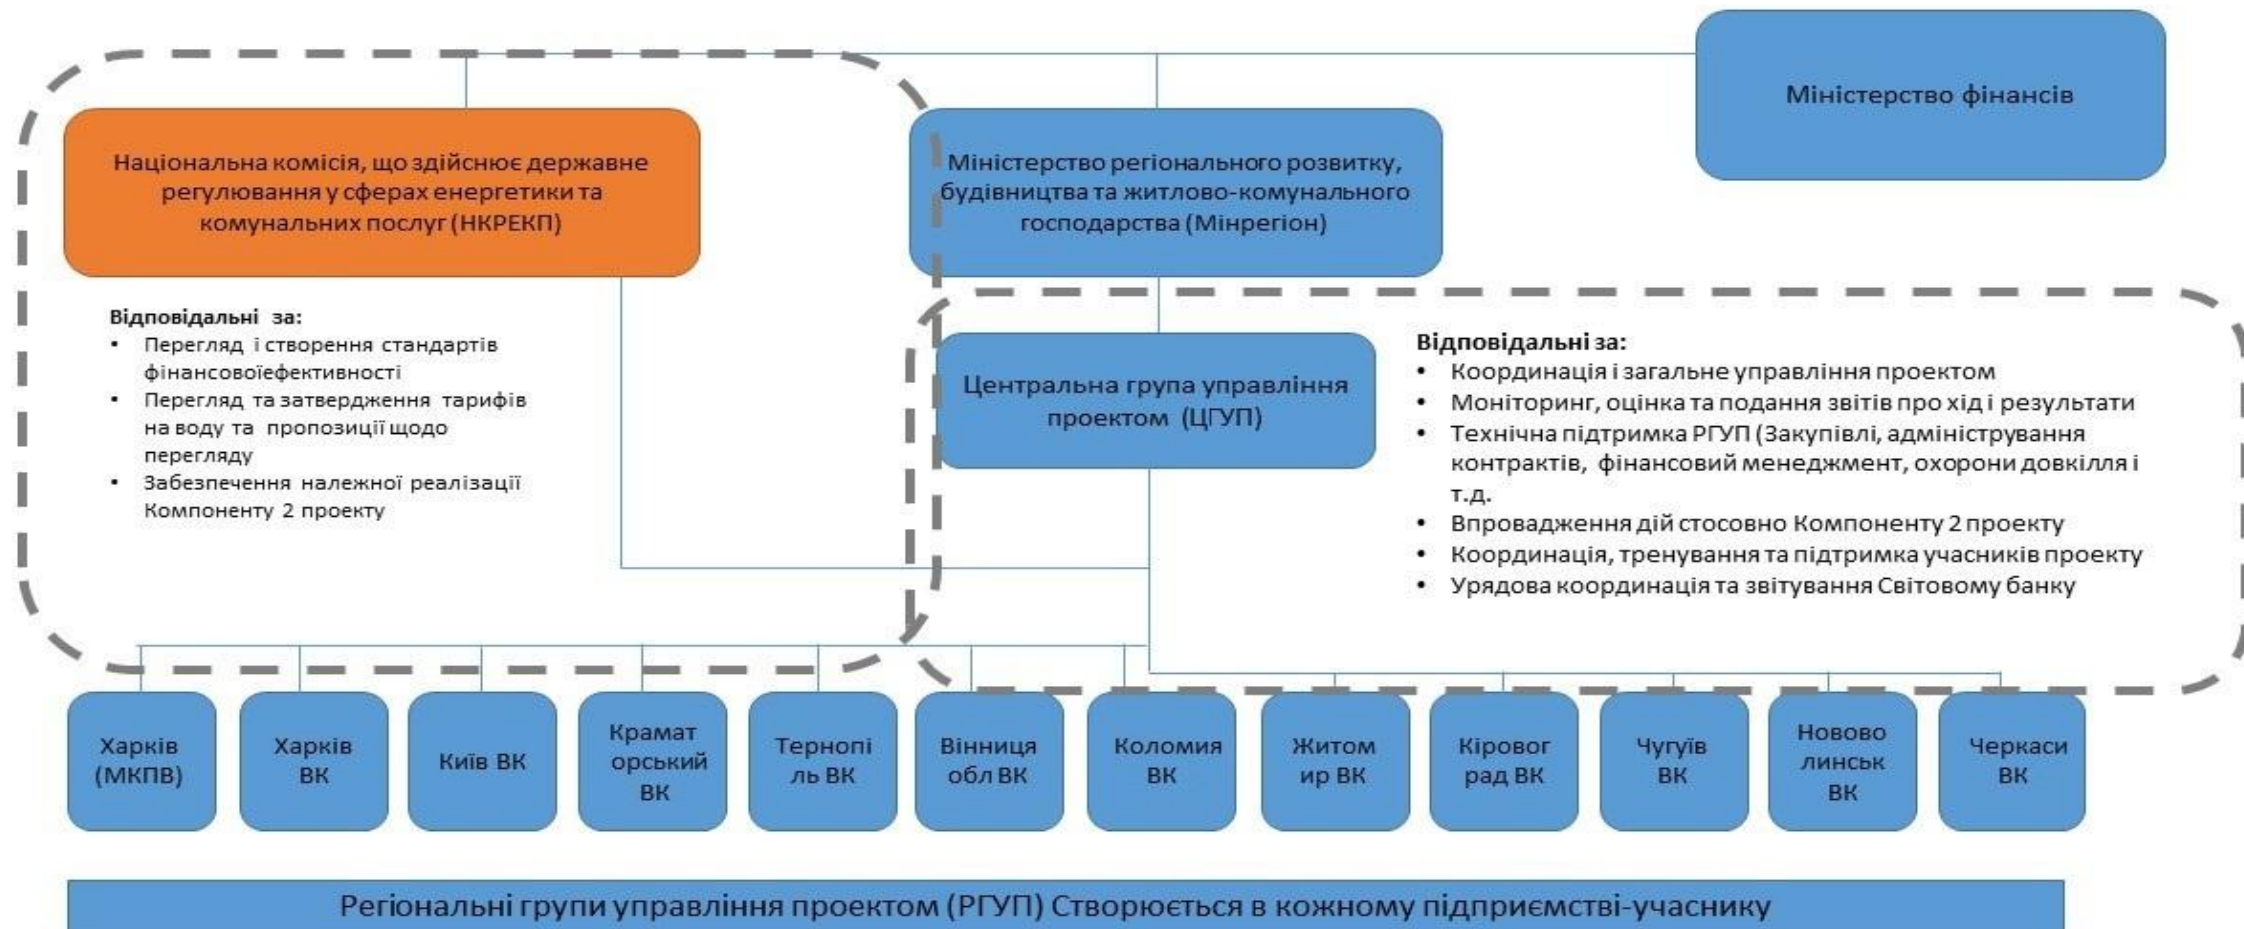 Міністерство фінансів
Національна комісія, що здійснює державне
регулювання у сферах енергетики та
комунальних послуг (НКРЕКП)
Міністерство регіонального розвитку,
будівництва та житлово-комунального
господарства (Мінрегіон)
Відповідальні за:
• Перегляд і створення стандартів
фінансовоїефективності
• Перегляд та затвердження тарифів
на воду та пропозиції щодо
перегляду
• Забезпечення належної реалізації
Компоненту 2 проекту
Центральна група управління
проектом (ЦГУП)
Відповідальні за:
• Координація і загальне управління проектом
• Моніторинг, оцінка та подання звітів про хід і результати
• Технічна підтримка РГУП (Закупівлі, адміністрування
контрактів, фінансовий менеджмент, охорони довкілля і
т.д.
• Впровадження дій стосовно Компоненту 2 проекту
• Координація, тренування та підтримка учасників проекту
• Урядова координація та звітування Світовому банку
Харків
(МКПВ)
Харків
ВК
Київ ВК
Крамат
орський
ВК
Тернопі
ль ВК
Вінниця
обл ВК
Коломия
ВК
Житом
ир ВК
Кіровог
рад ВК
Чугуїв
ВК
Новово
линськ
ВК
Черкаси
ВК
Регіональні групи управління проектом (РГУП) Створюється в кожному підприємстві-учаснику